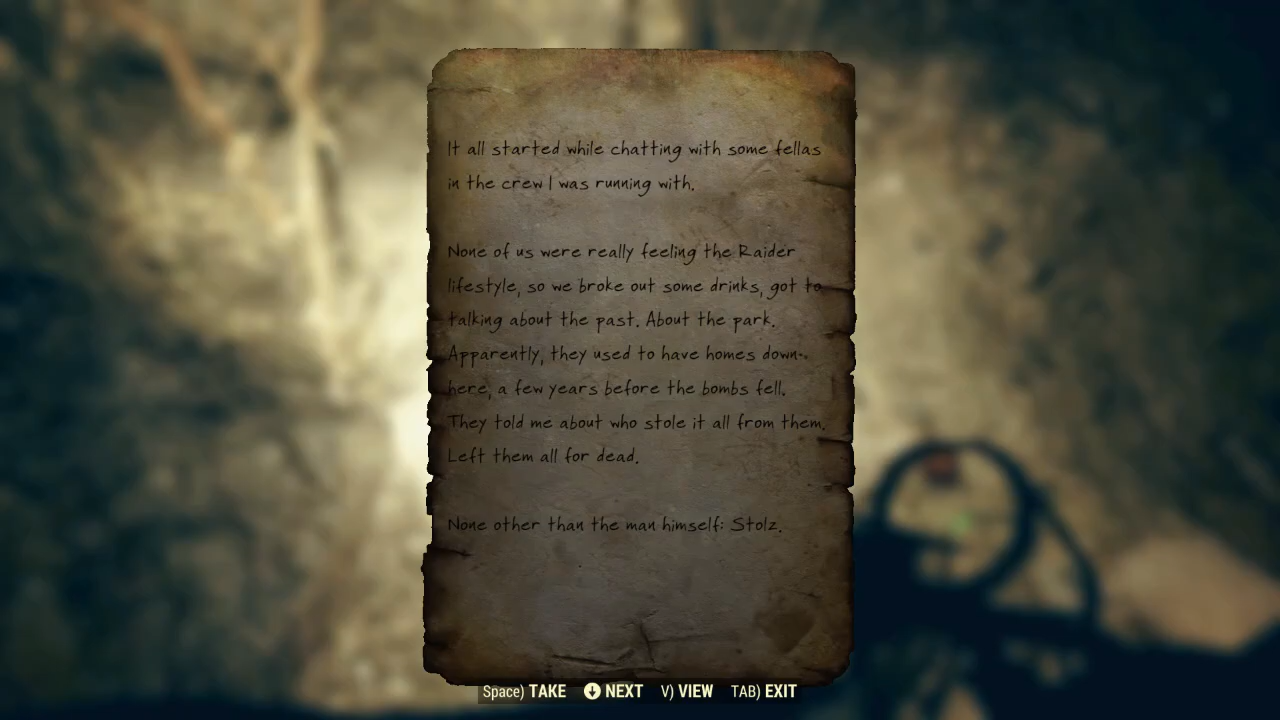 It all started while chatting with some fellas
in the crew I was running with.
None of us were really feeling the Raider
lifestyle, so we broke out some drinks, got to
talking about the past. About the park.
Apparently, they used to have homes down
here, a few years before the bombs fell.
They told me about who stole it all from them.
Left them all for dead.
None other than the man himself: Stolz.
Space) TAKE NEXT V) VIEW TAB) EXIT